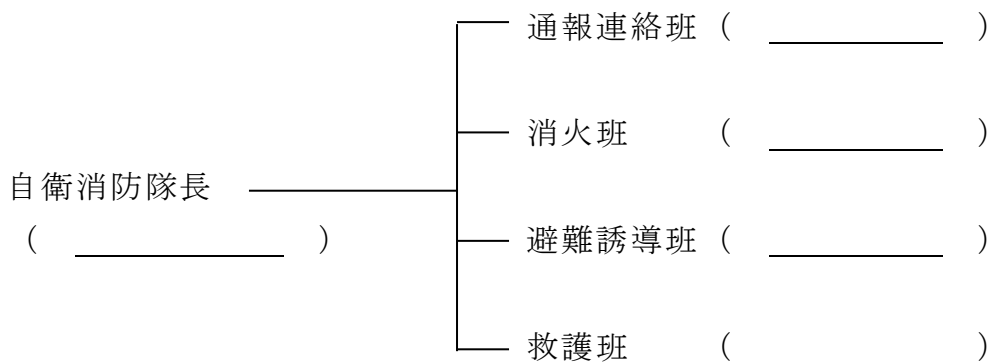 通報連絡班（　　　　　）
消火班　　（　　　　　）
自衛消防隊長
（　　　　　　）
避難誘導班（　　　　　）
救護班　　（　　　　　）